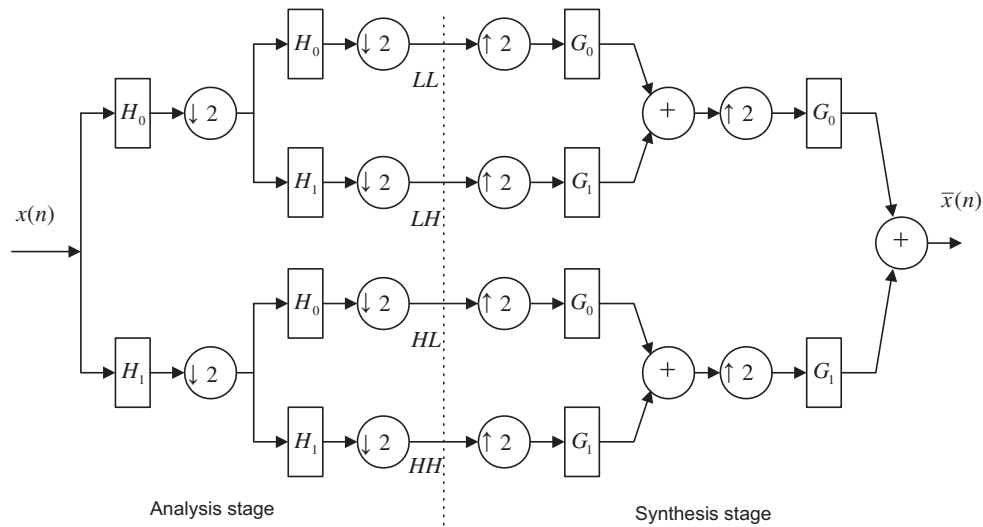 H₀ ↓ 2 ↑ 2 G₀
LL
H₀ ↓ 2 + ↑ 2 G₀
H₁ ↓ 2 ↑ 2 G₁
x(n) LH x̅(n)
+
H₀ ↓ 2 ↑ 2 G₀
HL
H₁ ↓ 2 + ↑ 2 G₁
H₁ ↓ 2 ↑ 2 G₁
HH
Analysis stage Synthesis stage